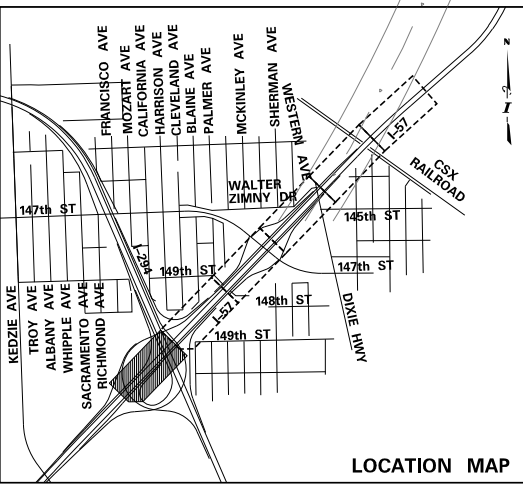 FRANCISCO AVE
MOZART AVE
CALIFORNIA AVE
HARRISON AVE
CLEVELAND AVE
BLAINE AVE
PALMER AVE
MCKINLEY AVE
SHERMAN AVE
WESTERN AVE
N
I-57
CSX
RAILROAD
WALTER
ZIMNY DR
147th ST
145th ST
I-294
149th ST
147th ST
I-57
148th ST
149th ST
DIXIE HWY
KEDZIE AVE
TROY AVE
ALBANY AVE
WHIPPLE AVE
SACRAMENTO AVE
RICHMOND AVE
LOCATION MAP